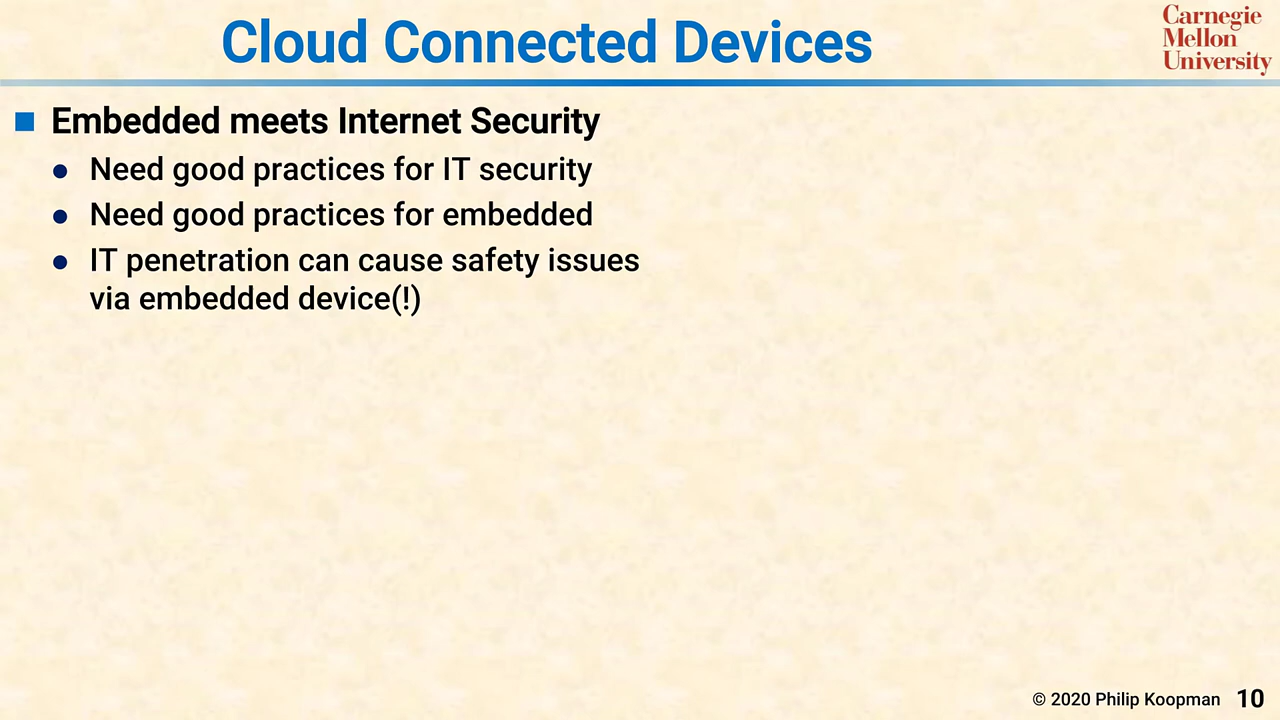 Cloud Connected Devices
Carnegie
Mellon
University
Embedded meets Internet Security
Need good practices for IT security
Need good practices for embedded
IT penetration can cause safety issues
via embedded device(!)
© 2020 Philip Koopman 10